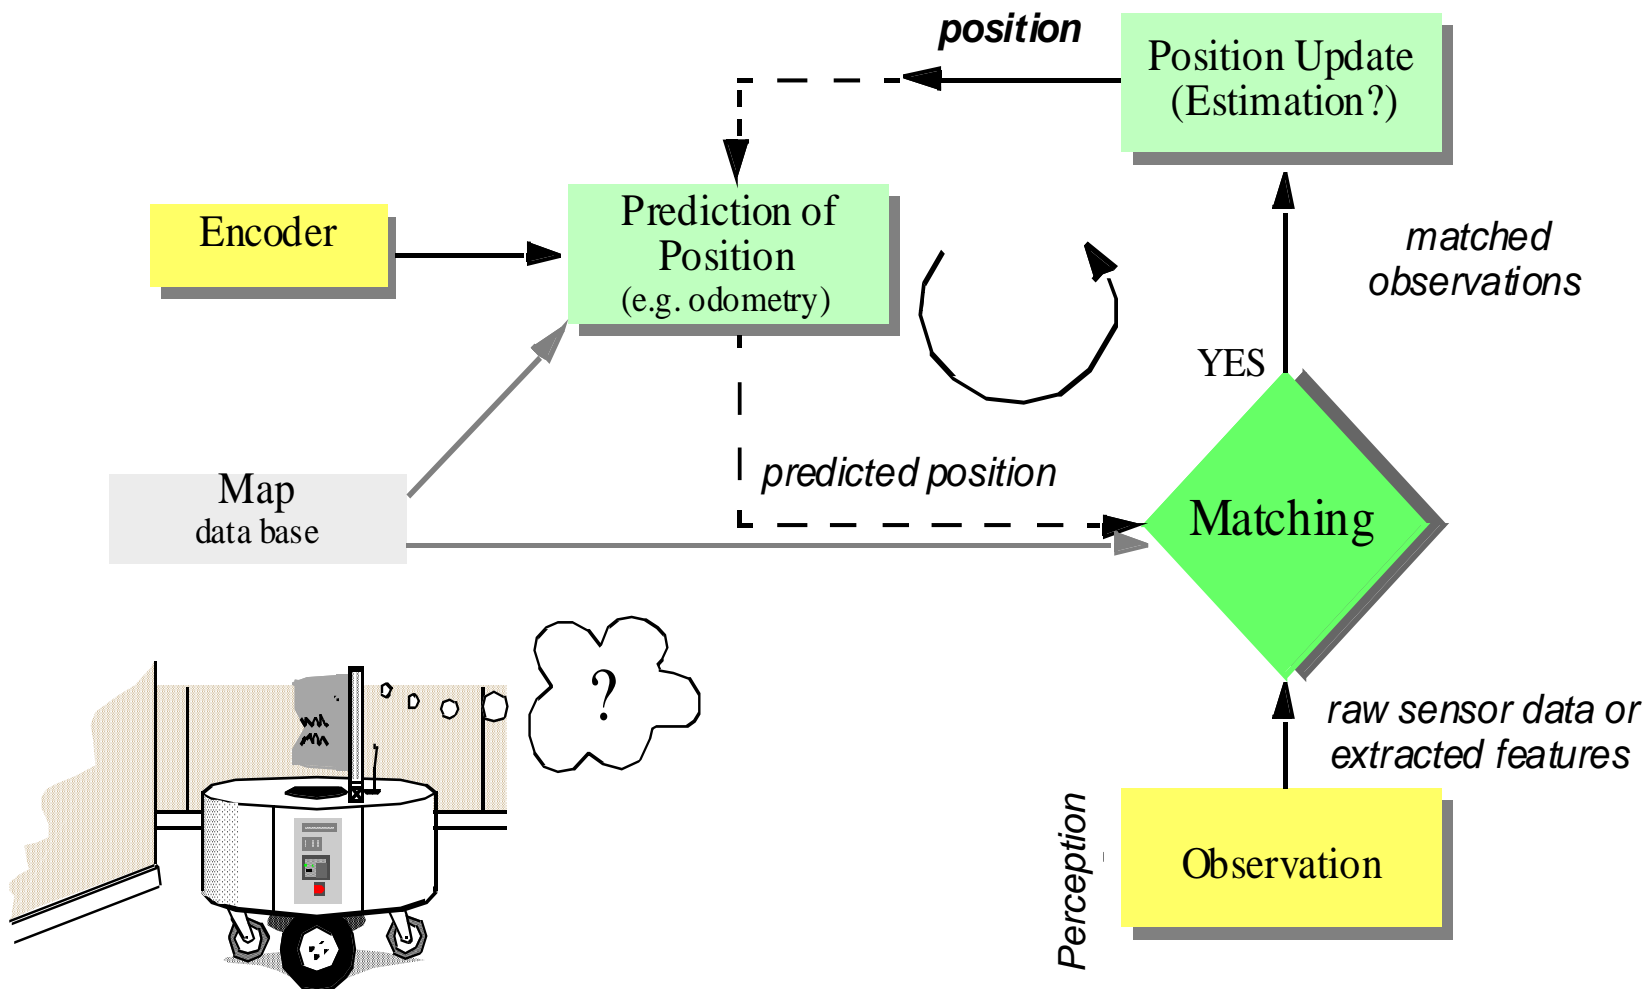 position
Position Update
(Estimation?)
Encoder
Prediction of
Position
(e.g. odometry)
matched
observations
YES
Map
data base
predicted position
Matching
?
raw sensor data or
extracted features
Perception
Observation